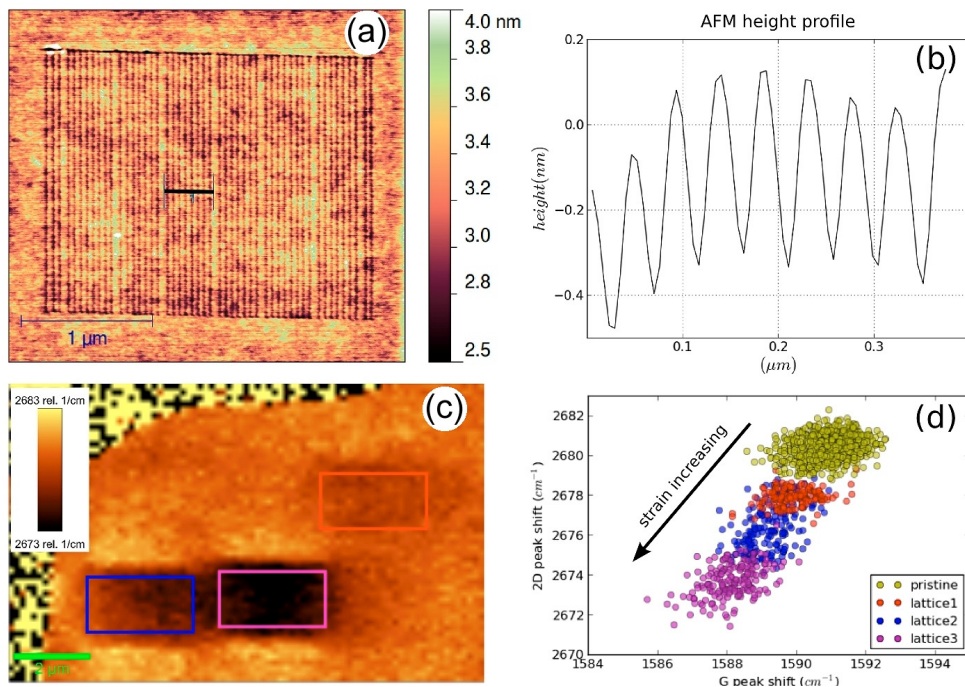 (a)
1 µm
4.0 nm
3.8
3.6
3.4
3.2
3.0
2.8
2.5
AFM height profile
(b)
0.2
0.0
−0.2
−0.4
height(nm)
0.1
0.2
0.3
(µm)
(c)
2683 rel. 1/cm
2673 rel. 1/cm
2 µm
(d)
2682
2680
2678
2676
2674
2672
2670
2D peak shift (cm⁻¹)
strain increasing
pristine
lattice1
lattice2
lattice3
1584
1586
1588
1590
1592
1594
G peak shift (cm⁻¹)